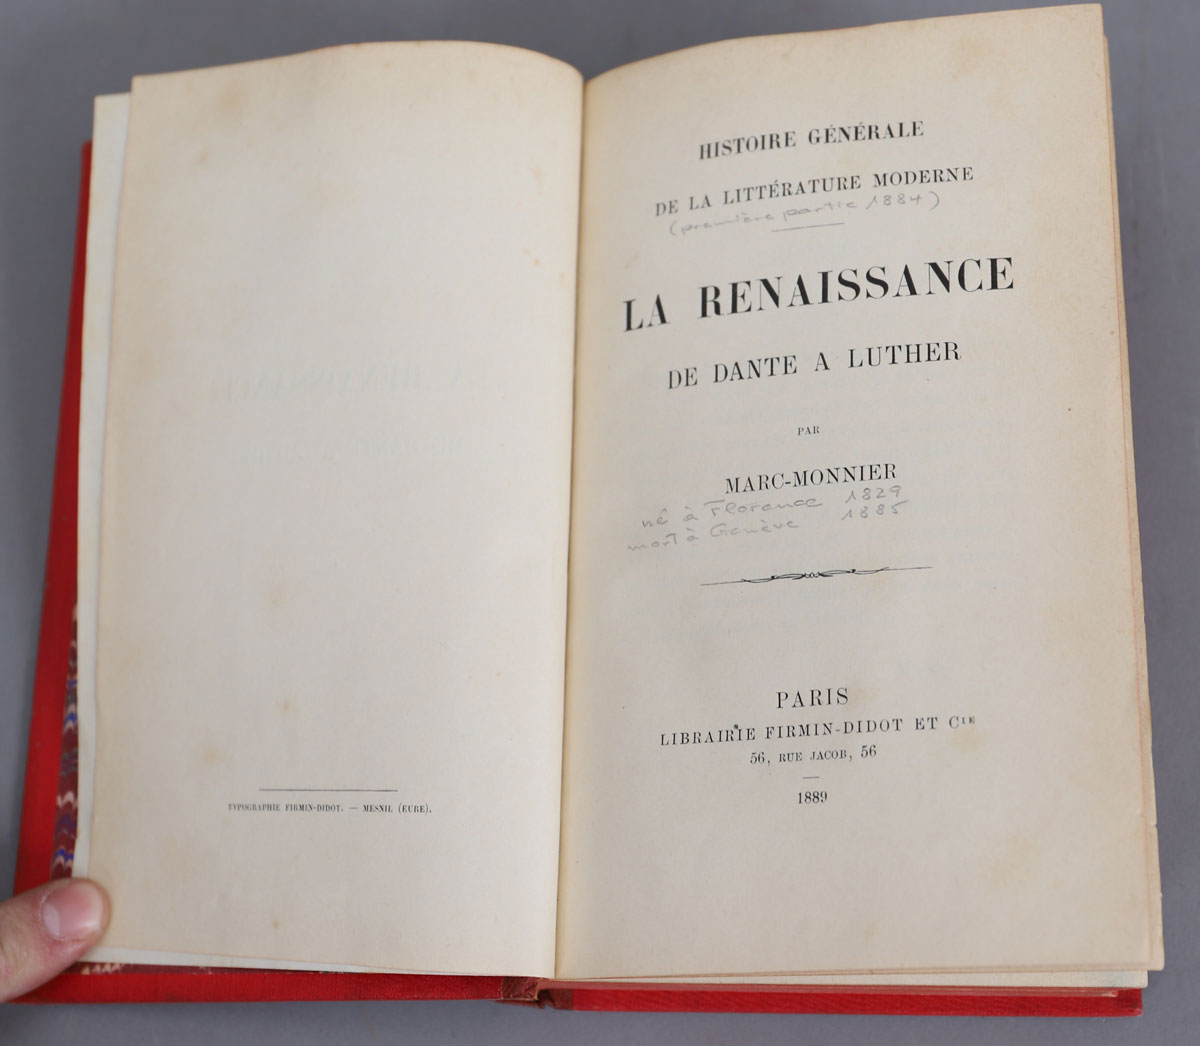 TYPOGRAPHIE FIRMIN-DIDOT. — MESNIL (EURE).
HISTOIRE GÉNÉRALE
DE LA LITTÉRATURE MODERNE
(première partie 1884)
LA RENAISSANCE
DE DANTE A LUTHER
PAR
MARC-MONNIER
né à Florence 1829
mort à Genève 1885
PARIS
LIBRAIRIE FIRMIN-DIDOT ET CIE
56, RUE JACOB, 56
1889